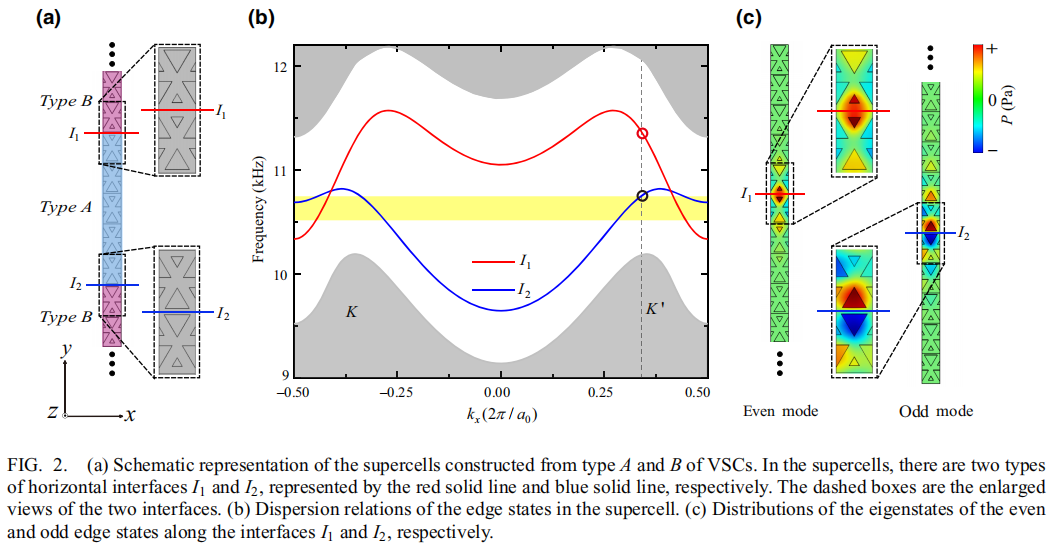 (a)
Type B
I₁
Type A
I₂
Type B
y
z
x
I₁
I₂
(b)
Frequency (kHz)
12
11
10
9
I₁
I₂
K
K'
−0.50
−0.25
0.00
0.25
0.50
kₓ(2π/a₀)
(c)
I₁
I₂
+
0
−
P (Pa)
Even mode
Odd mode
FIG. 2. (a) Schematic representation of the supercells constructed from type A and B of VSCs. In the supercells, there are two types
of horizontal interfaces I₁ and I₂, represented by the red solid line and blue solid line, respectively. The dashed boxes are the enlarged
views of the two interfaces. (b) Dispersion relations of the edge states in the supercell. (c) Distributions of the eigenstates of the even
and odd edge states along the interfaces I₁ and I₂, respectively.